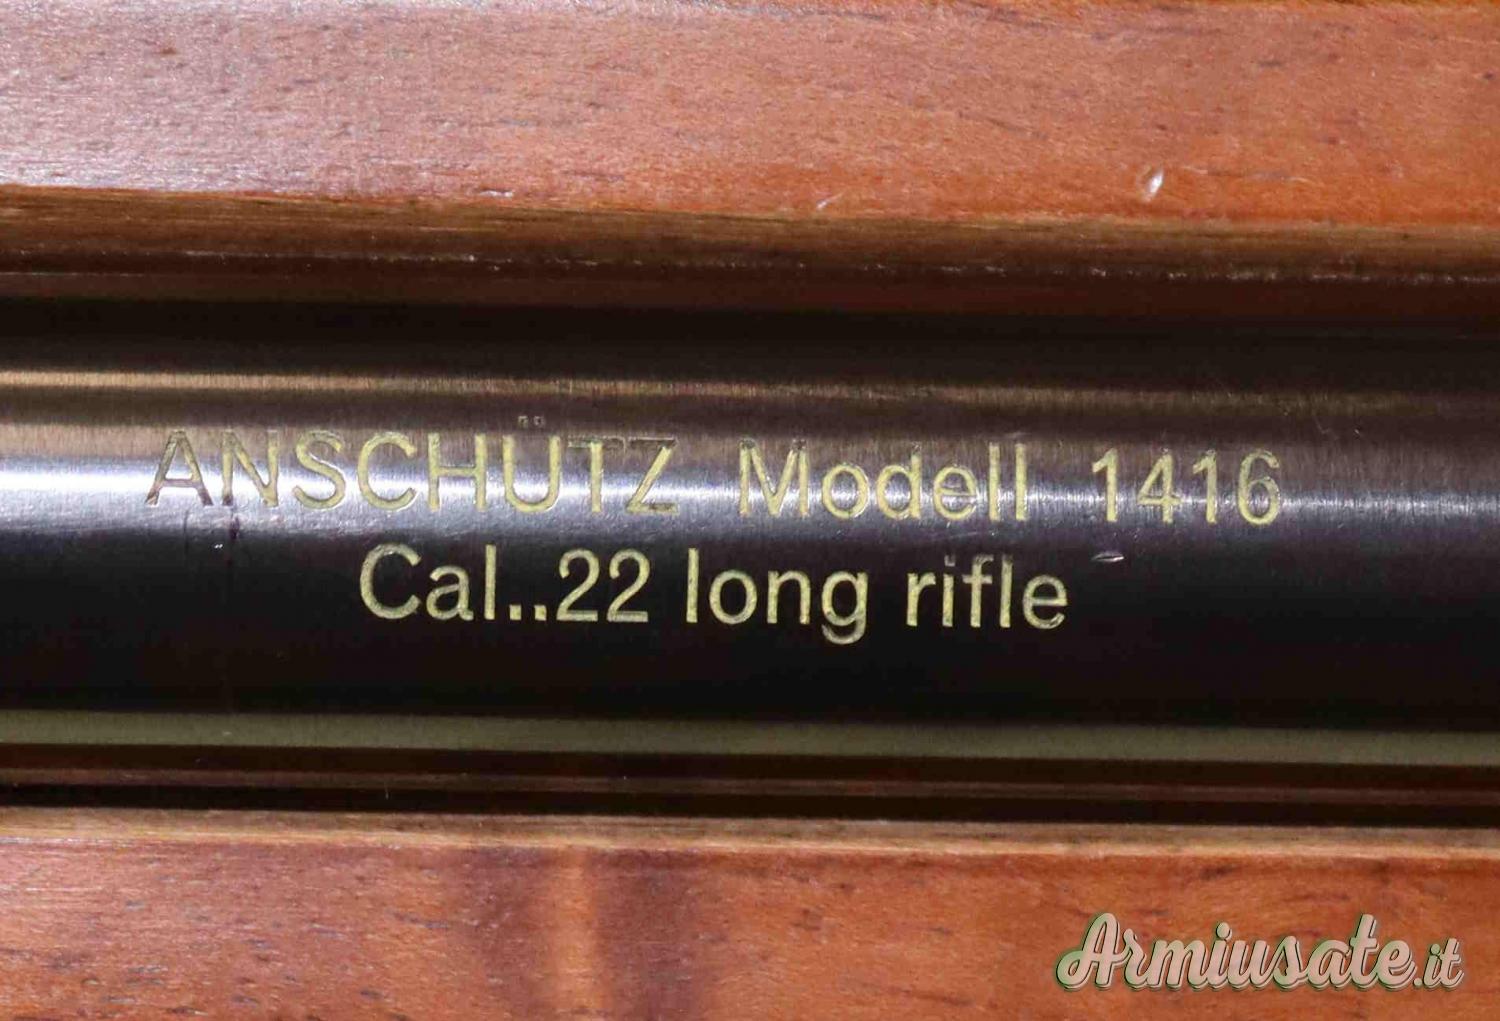 ANSCHÜTZ Modell 1416
Cal..22 long rifle
Armiusate.it